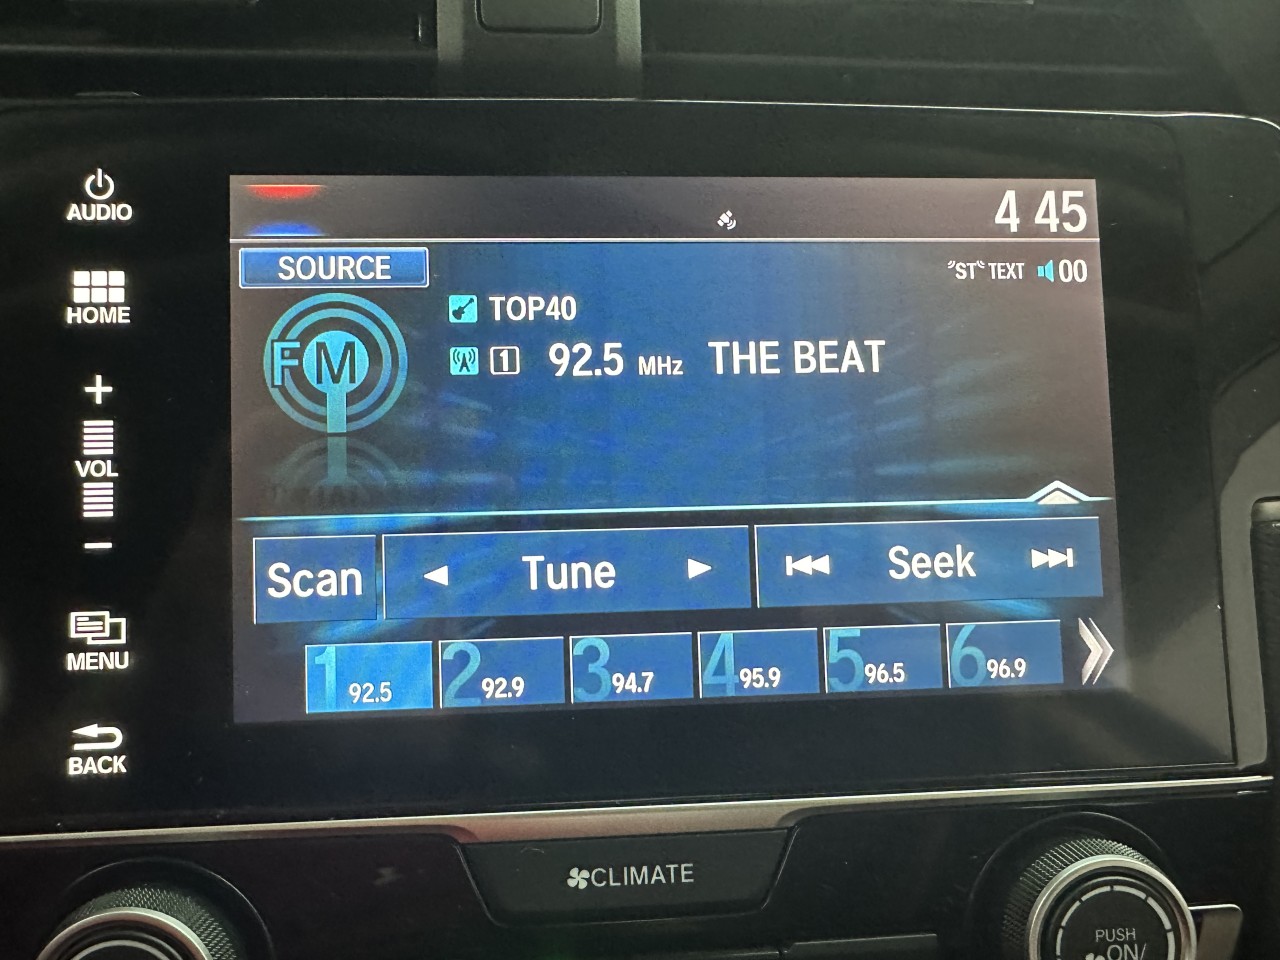 AUDIO
4 45
SOURCE
"ST" TEXT 00
HOME
TOP40
FM
1 92.5 MHz THE BEAT
+
VOL
−
Scan Tune Seek
MENU
1 92.5 2 92.9 3 94.7 4 95.9 5 96.5 6 96.9
BACK
CLIMATE
PUSH
ON/